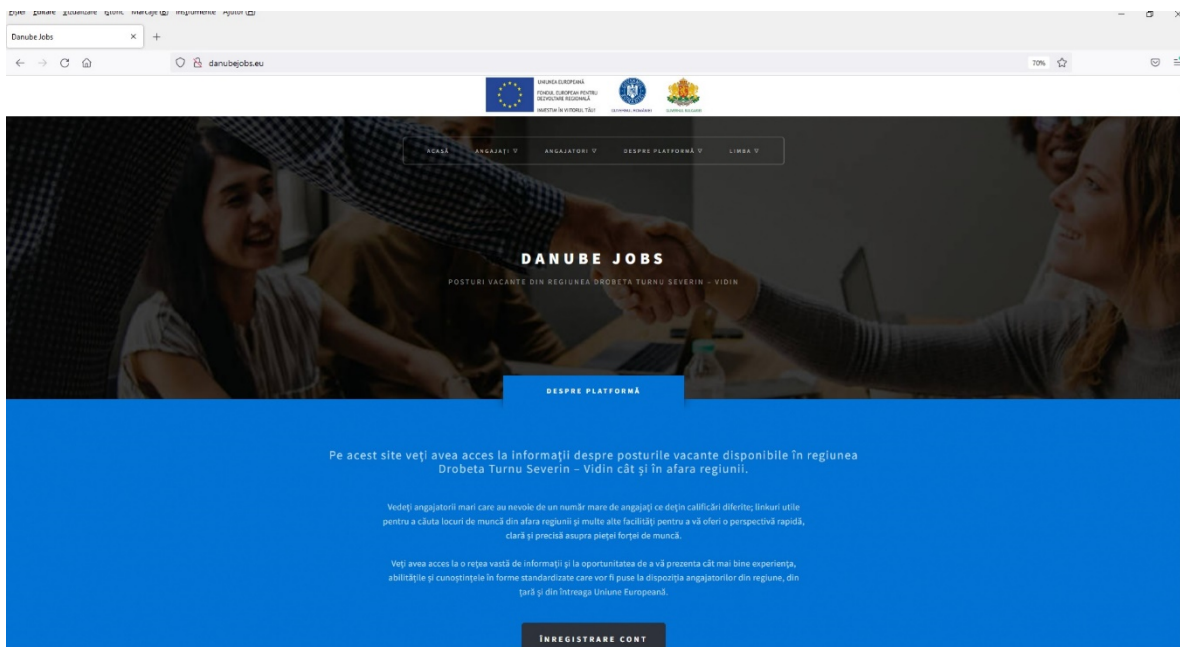 Danube Jobs
danubejobs.eu
70%
UNIUNEA EUROPEANĂ
FONDUL EUROPEAN PENTRU
DEZVOLTARE REGIONALĂ
INVESTIM ÎN VIITORUL TĂU!
GUVERNUL ROMÂNIEI
ACASĂ ANGAJAȚI ANGAJATORI DESPRE PLATFORMĂ LIMBA
DANUBE JOBS
POSTURI VACANTE DIN REGIUNEA DROBETA TURNU SEVERIN – VIDIN
DESPRE PLATFORMĂ
Pe acest site veți avea acces la informații despre posturile vacante disponibile în regiunea
Drobeta Turnu Severin – Vidin cât și în afara regiunii.
Vedeți angajatorii mari care au nevoie de un număr mare de angajați ce dețin calificări diferite; linkuri utile
pentru a căuta locuri de muncă din afara regiunii și multe alte facilități pentru a vă oferi o perspectivă rapidă,
clară și precisă asupra pieței forței de muncă.
Veți avea acces la o rețea vastă de informații și la oportunitatea de a vă prezenta cât mai bine experiența,
abilitățile și cunoștințele în forme standardizate care vor fi puse la dispoziția angajatorilor din regiune, din
țară și din întreaga Uniune Europeană.
ÎNREGISTRARE CONT